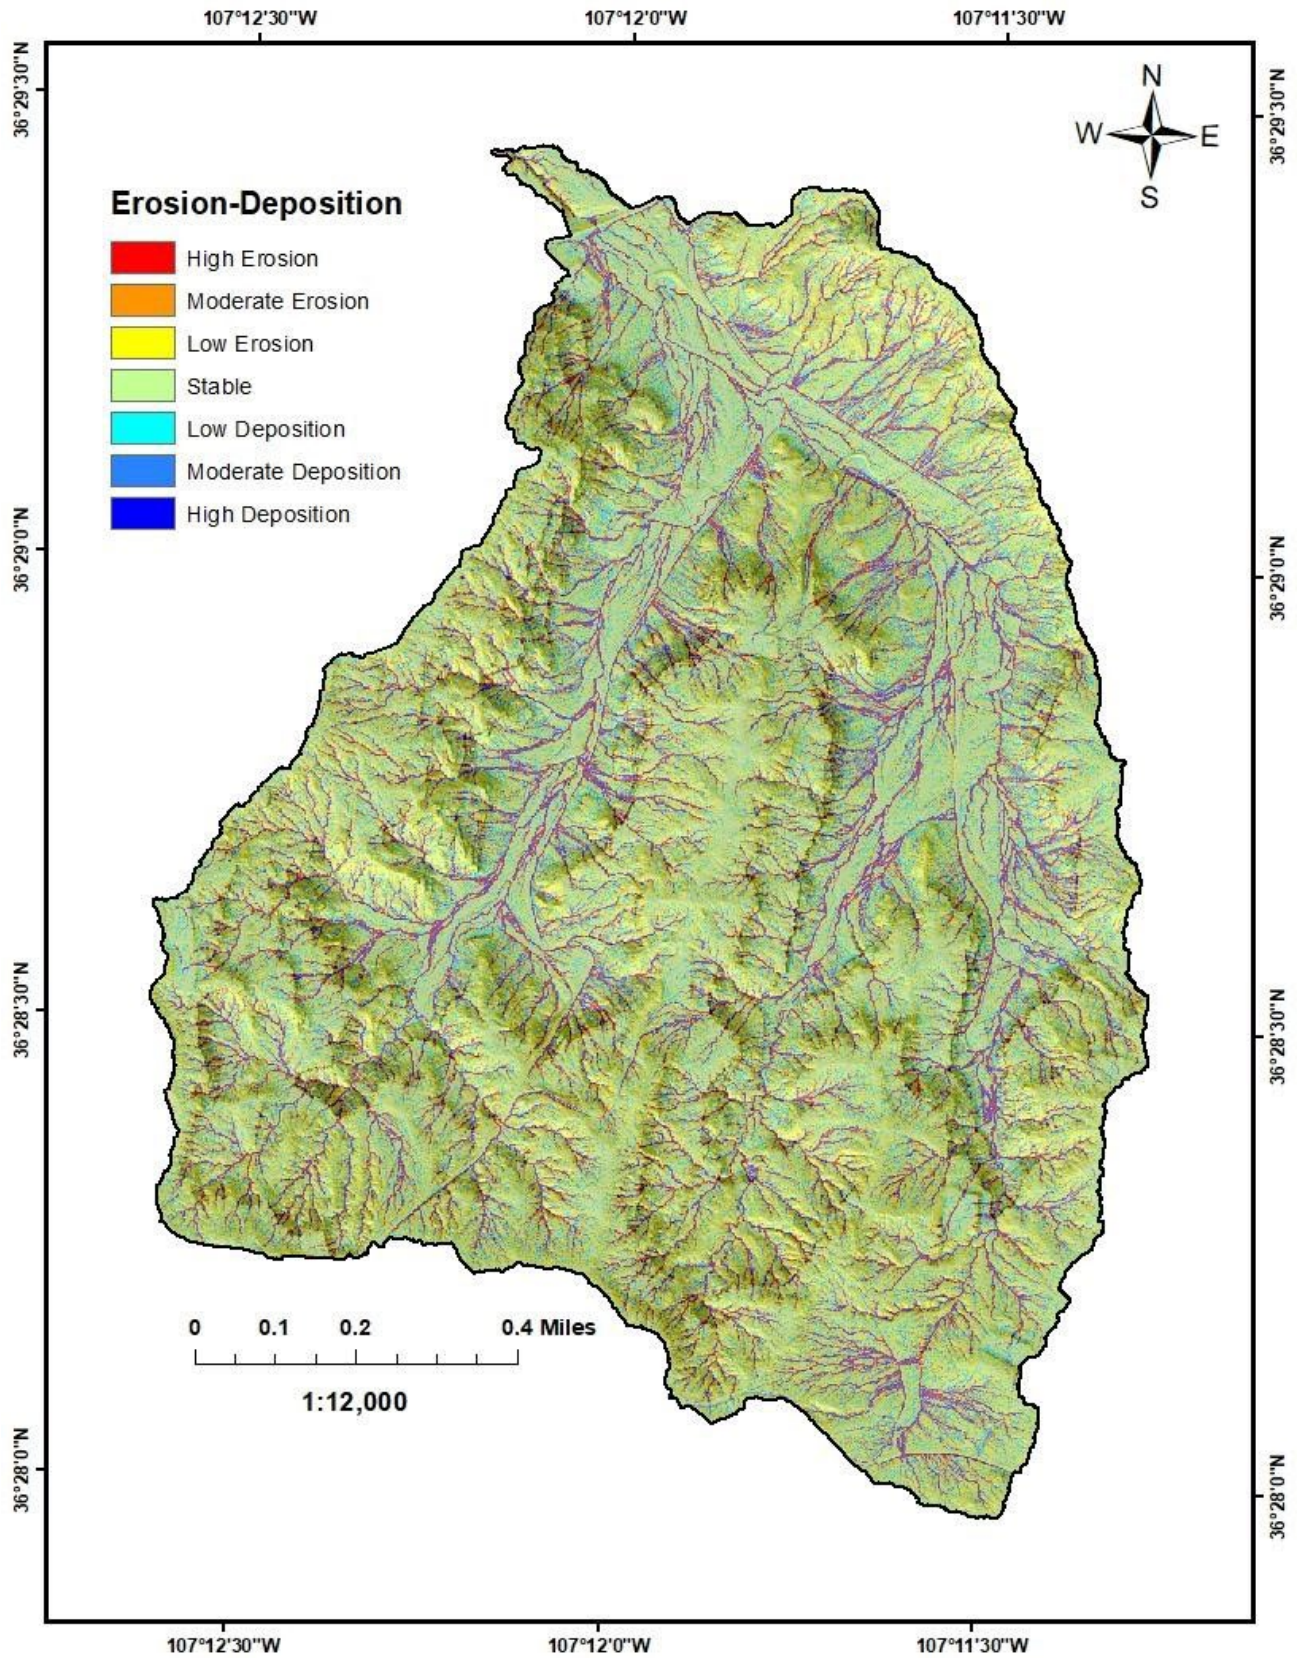 107°12'30"W 107°12'0"W 107°11'30"W
36°29'30"N
36°29'30"N
N
W E
S
Erosion-Deposition
High Erosion
Moderate Erosion
Low Erosion
Stable
Low Deposition
Moderate Deposition
High Deposition
36°29'0"N
36°29'0"N
36°28'30"N
36°28'30"N
0 0.1 0.2 0.4 Miles
1:12,000
36°28'0"N
36°28'0"N
107°12'30"W 107°12'0"W 107°11'30"W